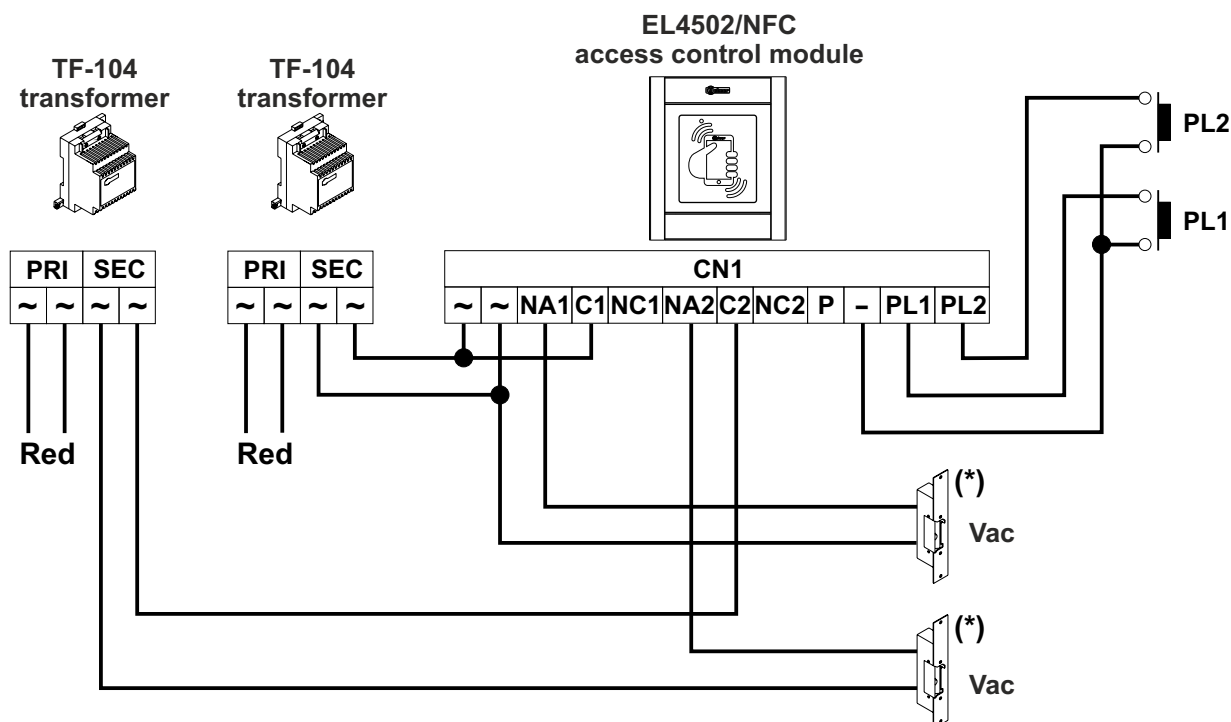 EL4502/NFC
access control module
TF-104
transformer
TF-104
transformer
PL2
PL1
PRI SEC
~ ~ ~ ~
PRI SEC
~ ~ ~ ~
CN1
~ ~ NA1 C1 NC1 NA2 C2 NC2 P – PL1 PL2
Red
Red
(*)
Vac
(*)
Vac